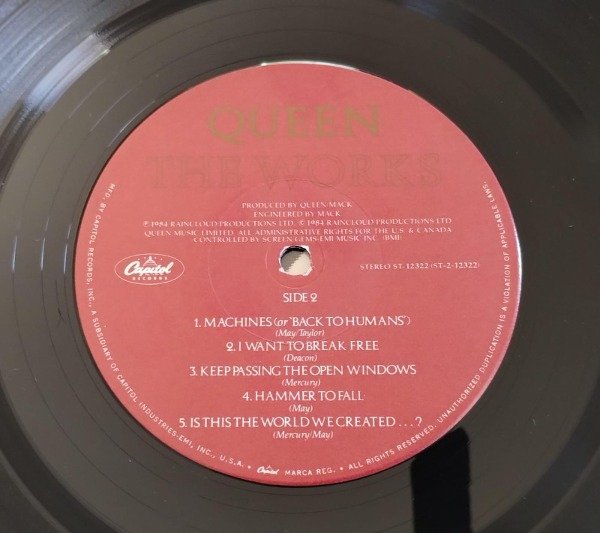 QUEEN
THE WORKS
PRODUCED BY QUEEN/MACK
ENGINEERED BY MACK
℗ 1984 RAINCLOUD PRODUCTIONS LTD. © 1984 RAINCLOUD PRODUCTIONS LTD
QUEEN MUSIC LIMITED. ALL ADMINISTRATIVE RIGHTS FOR THE U.S. & CANADA
CONTROLLED BY SCREEN GEMS-EMI MUSIC INC. (BMI)
Capitol
RECORDS
STEREO ST-12322 (ST-2-12322)
SIDE 2
1. MACHINES (or 'BACK TO HUMANS')
(May/Taylor)
2. I WANT TO BREAK FREE
(Deacon)
3. KEEP PASSING THE OPEN WINDOWS
(Mercury)
4. HAMMER TO FALL
(May)
5. IS THIS THE WORLD WE CREATED . . . ?
(Mercury/May)
MFD. BY CAPITOL RECORDS, INC., A SUBSIDIARY OF CAPITOL INDUSTRIES-EMI, INC., U.S.A. • Capitol MARCA REG. • ALL RIGHTS RESERVED. UNAUTHORIZED DUPLICATION IS A VIOLATION OF APPLICABLE LAWS.